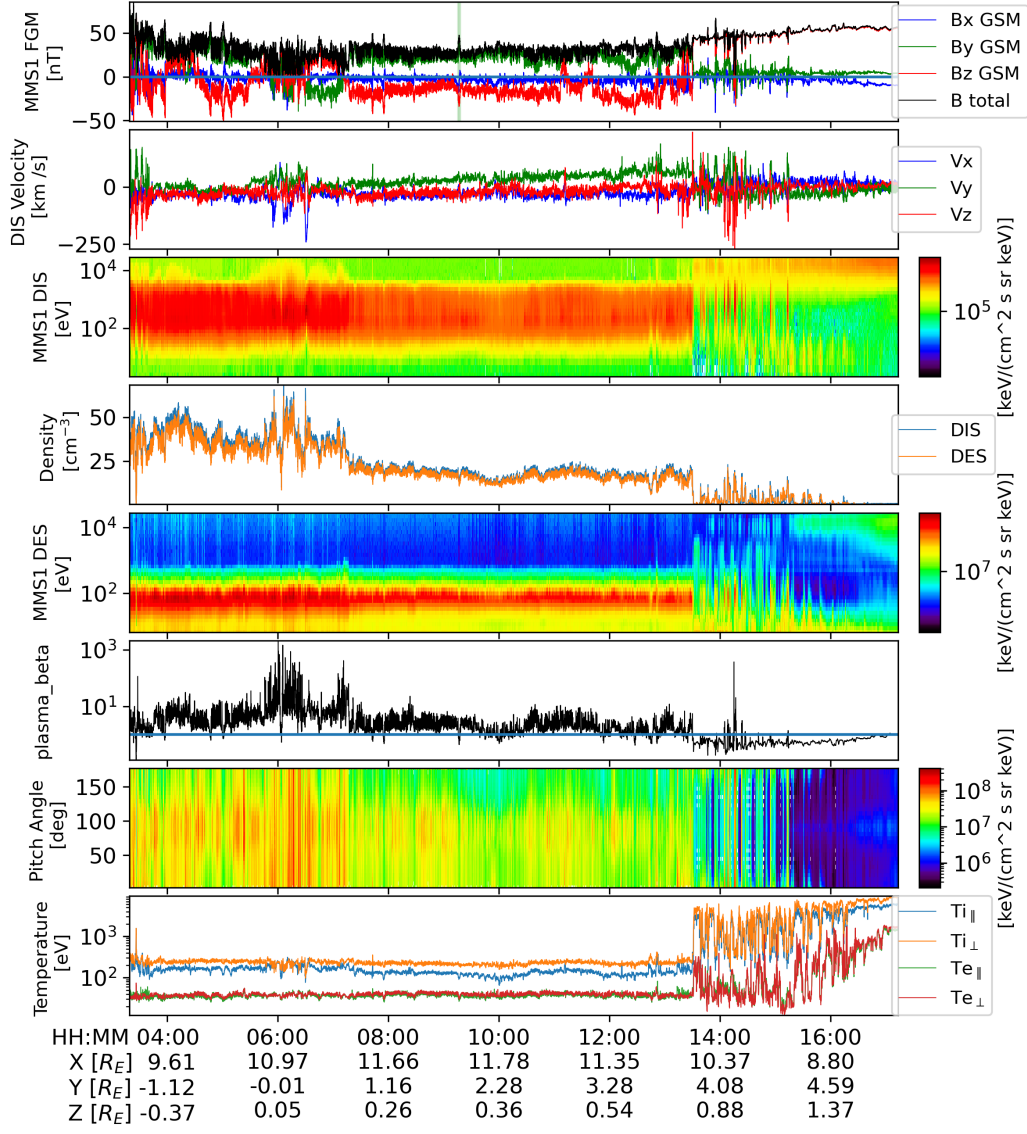 MMS1 FGM
[nT]
50
0
−50
Bx GSM
By GSM
Bz GSM
B total
DIS Velocity
[km /s]
0
−250
Vx
Vy
Vz
MMS1 DIS
[eV]
10^4
10^2
10^5
[keV/(cm^2 s sr keV)]
Density
[cm^−3]
50
25
DIS
DES
MMS1 DES
[eV]
10^4
10^2
10^7
[keV/(cm^2 s sr keV)]
plasma_beta
10^3
10^1
Pitch Angle
[deg]
150
100
50
10^8
10^7
10^6
[keV/(cm^2 s sr keV)]
Temperature
[eV]
10^3
10^2
Ti∥
Ti⊥
Te∥
Te⊥
HH:MM 04:00 06:00 08:00 10:00 12:00 14:00 16:00
X [R_E] 9.61 10.97 11.66 11.78 11.35 10.37 8.80
Y [R_E] -1.12 -0.01 1.16 2.28 3.28 4.08 4.59
Z [R_E] -0.37 0.05 0.26 0.36 0.54 0.88 1.37